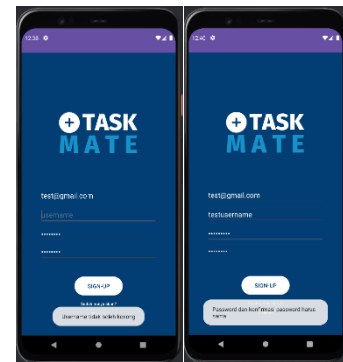 12:38
TASK
MATE
test@gmail.com
username
••••••••
••••••••
SIGN-UP
Username tidak boleh kosong
12:40
TASK
MATE
test@gmail.com
testusername
•••••••••
••••••••
SIGN-UP
Password dan konfirmasi password harus
sama